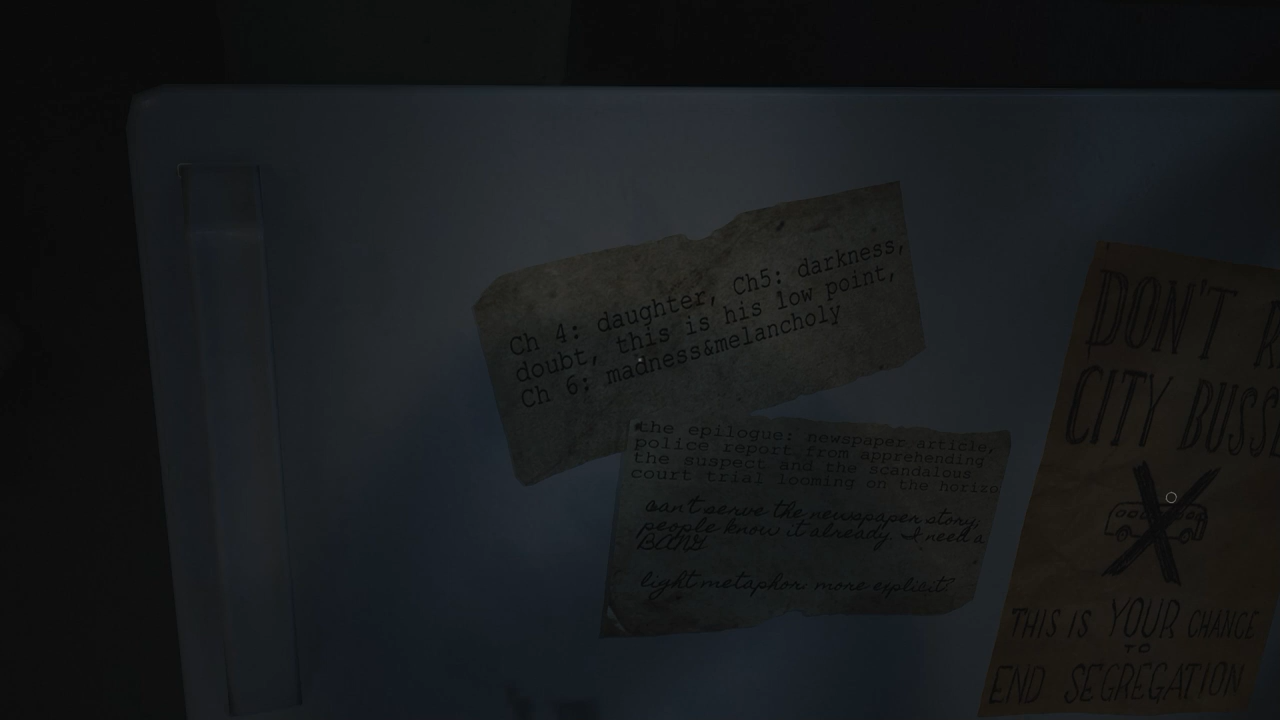 Ch 4: daughter, Ch5: darkness,
doubt, this is his low point,
Ch 6: madness&melancholy
the epilogue: newspaper article,
police report from apprehending
the suspect and the scandalous
court trial looming on the horizo
can't serve the newspaper story,
people know it already. I need a
BANG
light metaphor: more explicit?
DON'T
CITY BUSSE
THIS IS YOUR CHANCE
TO
END SEGREGATION